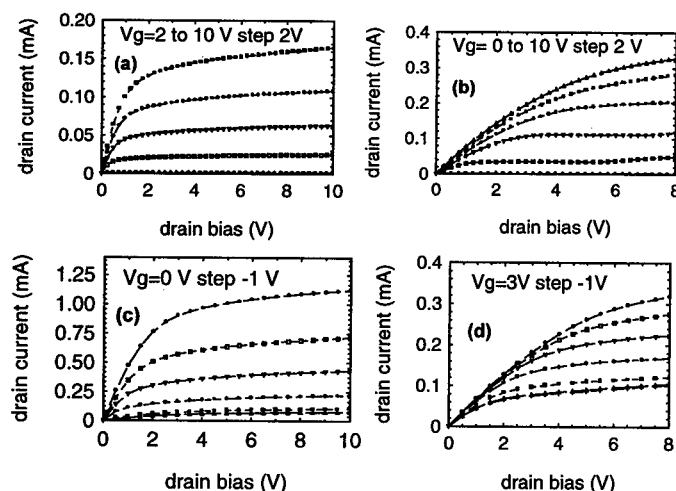 drain current (mA)
0.20
0.15
0.10
0.05
0
(a)
Vg=2 to 10 V step 2V
0 2 4 6 8 10
drain bias (V)
drain current (mA)
0.4
0.3
0.2
0.1
0
(b)
Vg= 0 to 10 V step 2 V
0 2 4 6 8
drain bias (V)
drain current (mA)
1.25
1.00
0.75
0.50
0.25
0
(c)
Vg=0 V step -1 V
0 2 4 6 8 10
drain bias (V)
drain current (mA)
0.4
0.3
0.2
0.1
0
(d)
Vg=3V step -1V
0 2 4 6 8
drain bias (V)